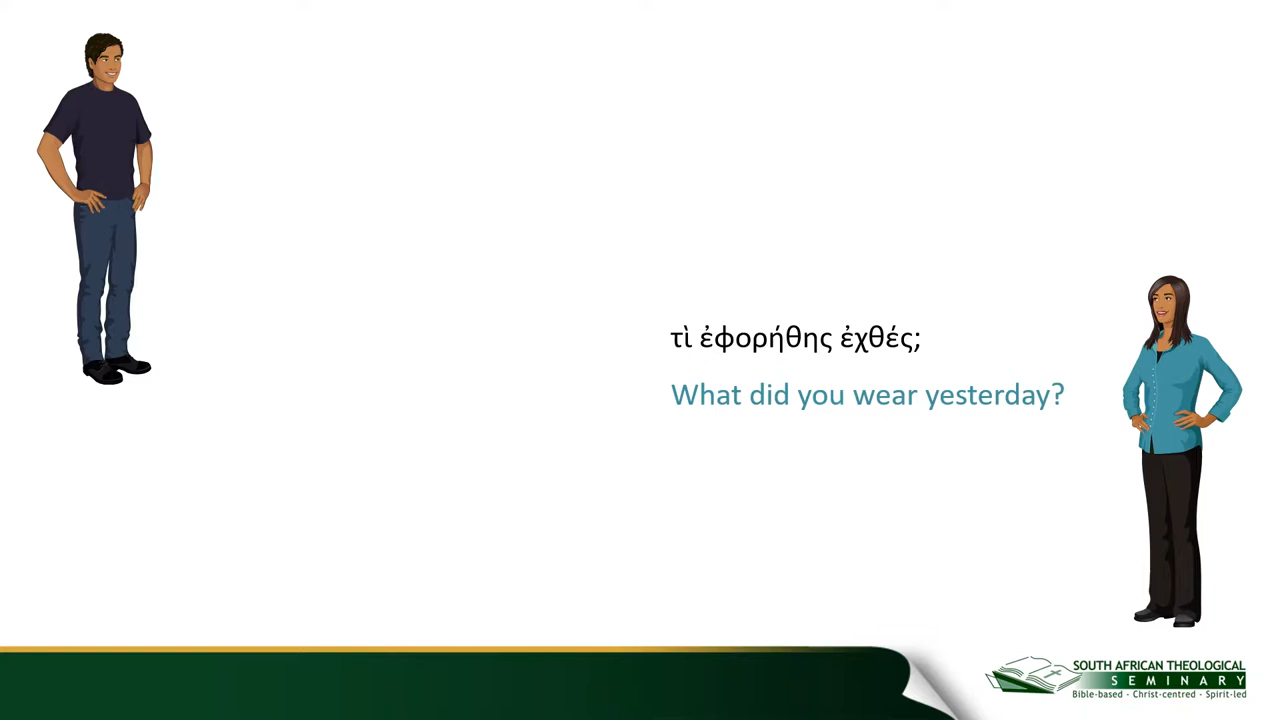 τὶ ἐφορήθης ἐχθές;
What did you wear yesterday?
SOUTH AFRICAN THEOLOGICAL
SEMINARY
Bible-based · Christ-centred · Spirit-led